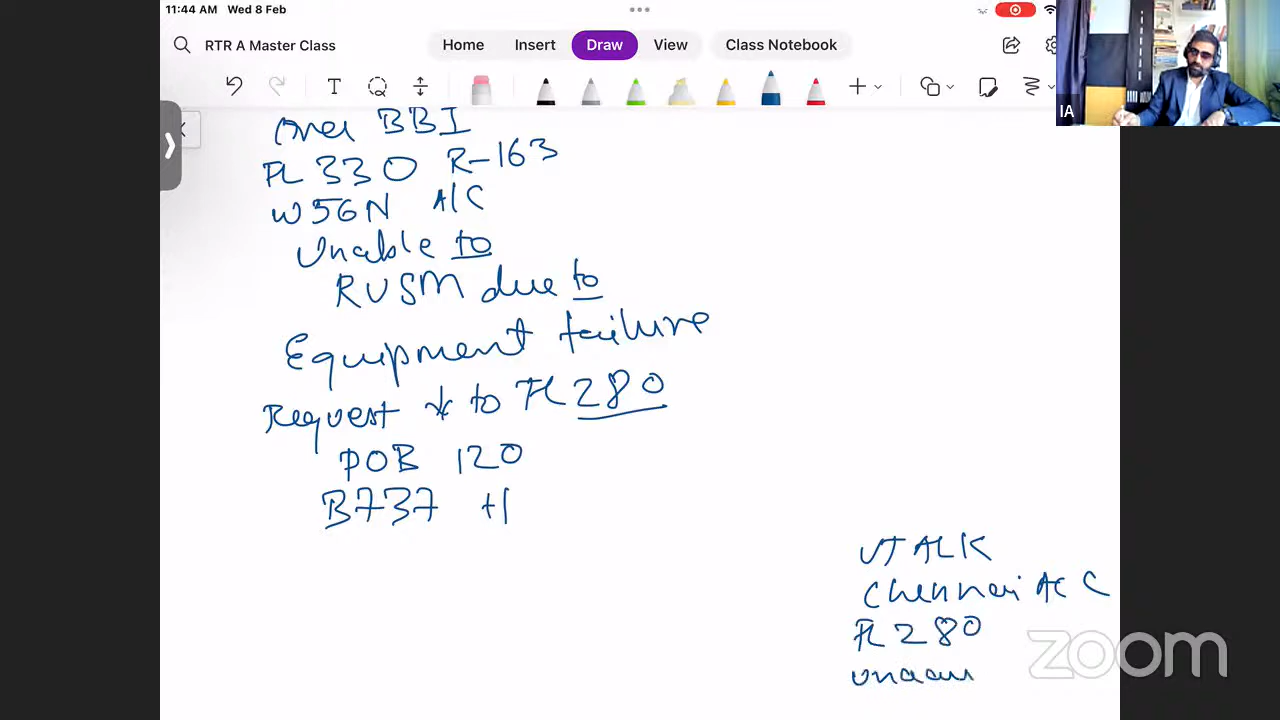 11:44 AM Wed 8 Feb
RTR A Master Class
Home Insert Draw View Class Notebook
IA
over BBI
FL 330 R-163
W56N A/C
Unable to
RVSM due to
Equipment failure
Request to FL 280
POB 120
B737 +1
VTALK
Chennai ACC
FL 280
zoom